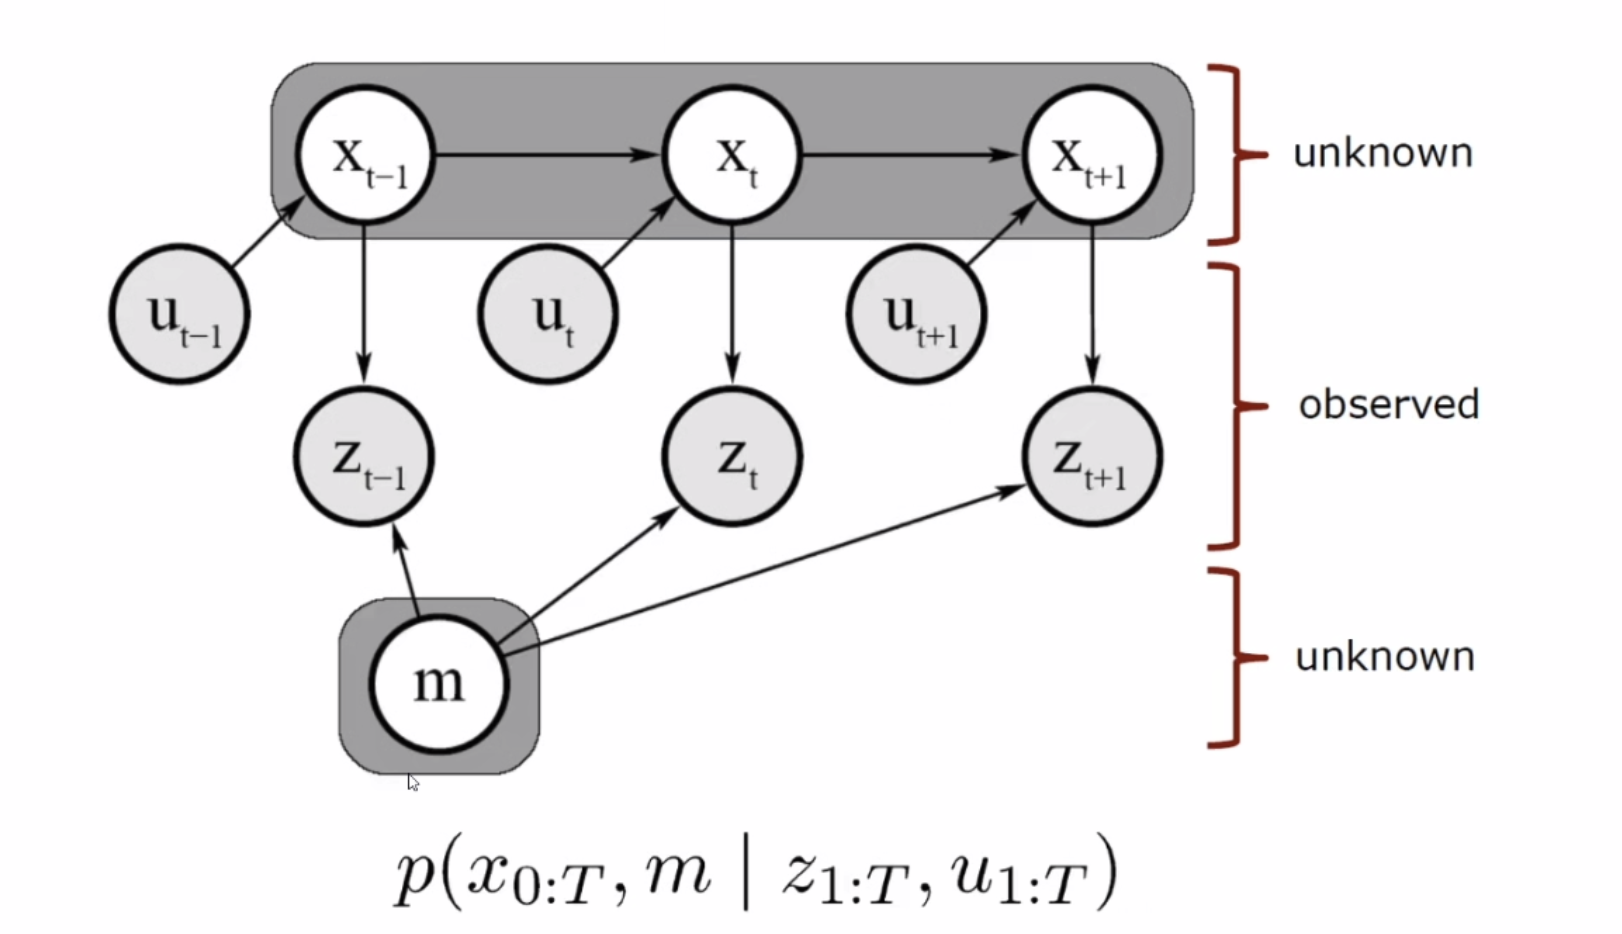 x_{t−1} x_t x_{t+1} unknown
u_{t−1} u_t u_{t+1}
observed
z_{t−1} z_t z_{t+1}
m unknown
p(x_{0:T}, m | z_{1:T}, u_{1:T})